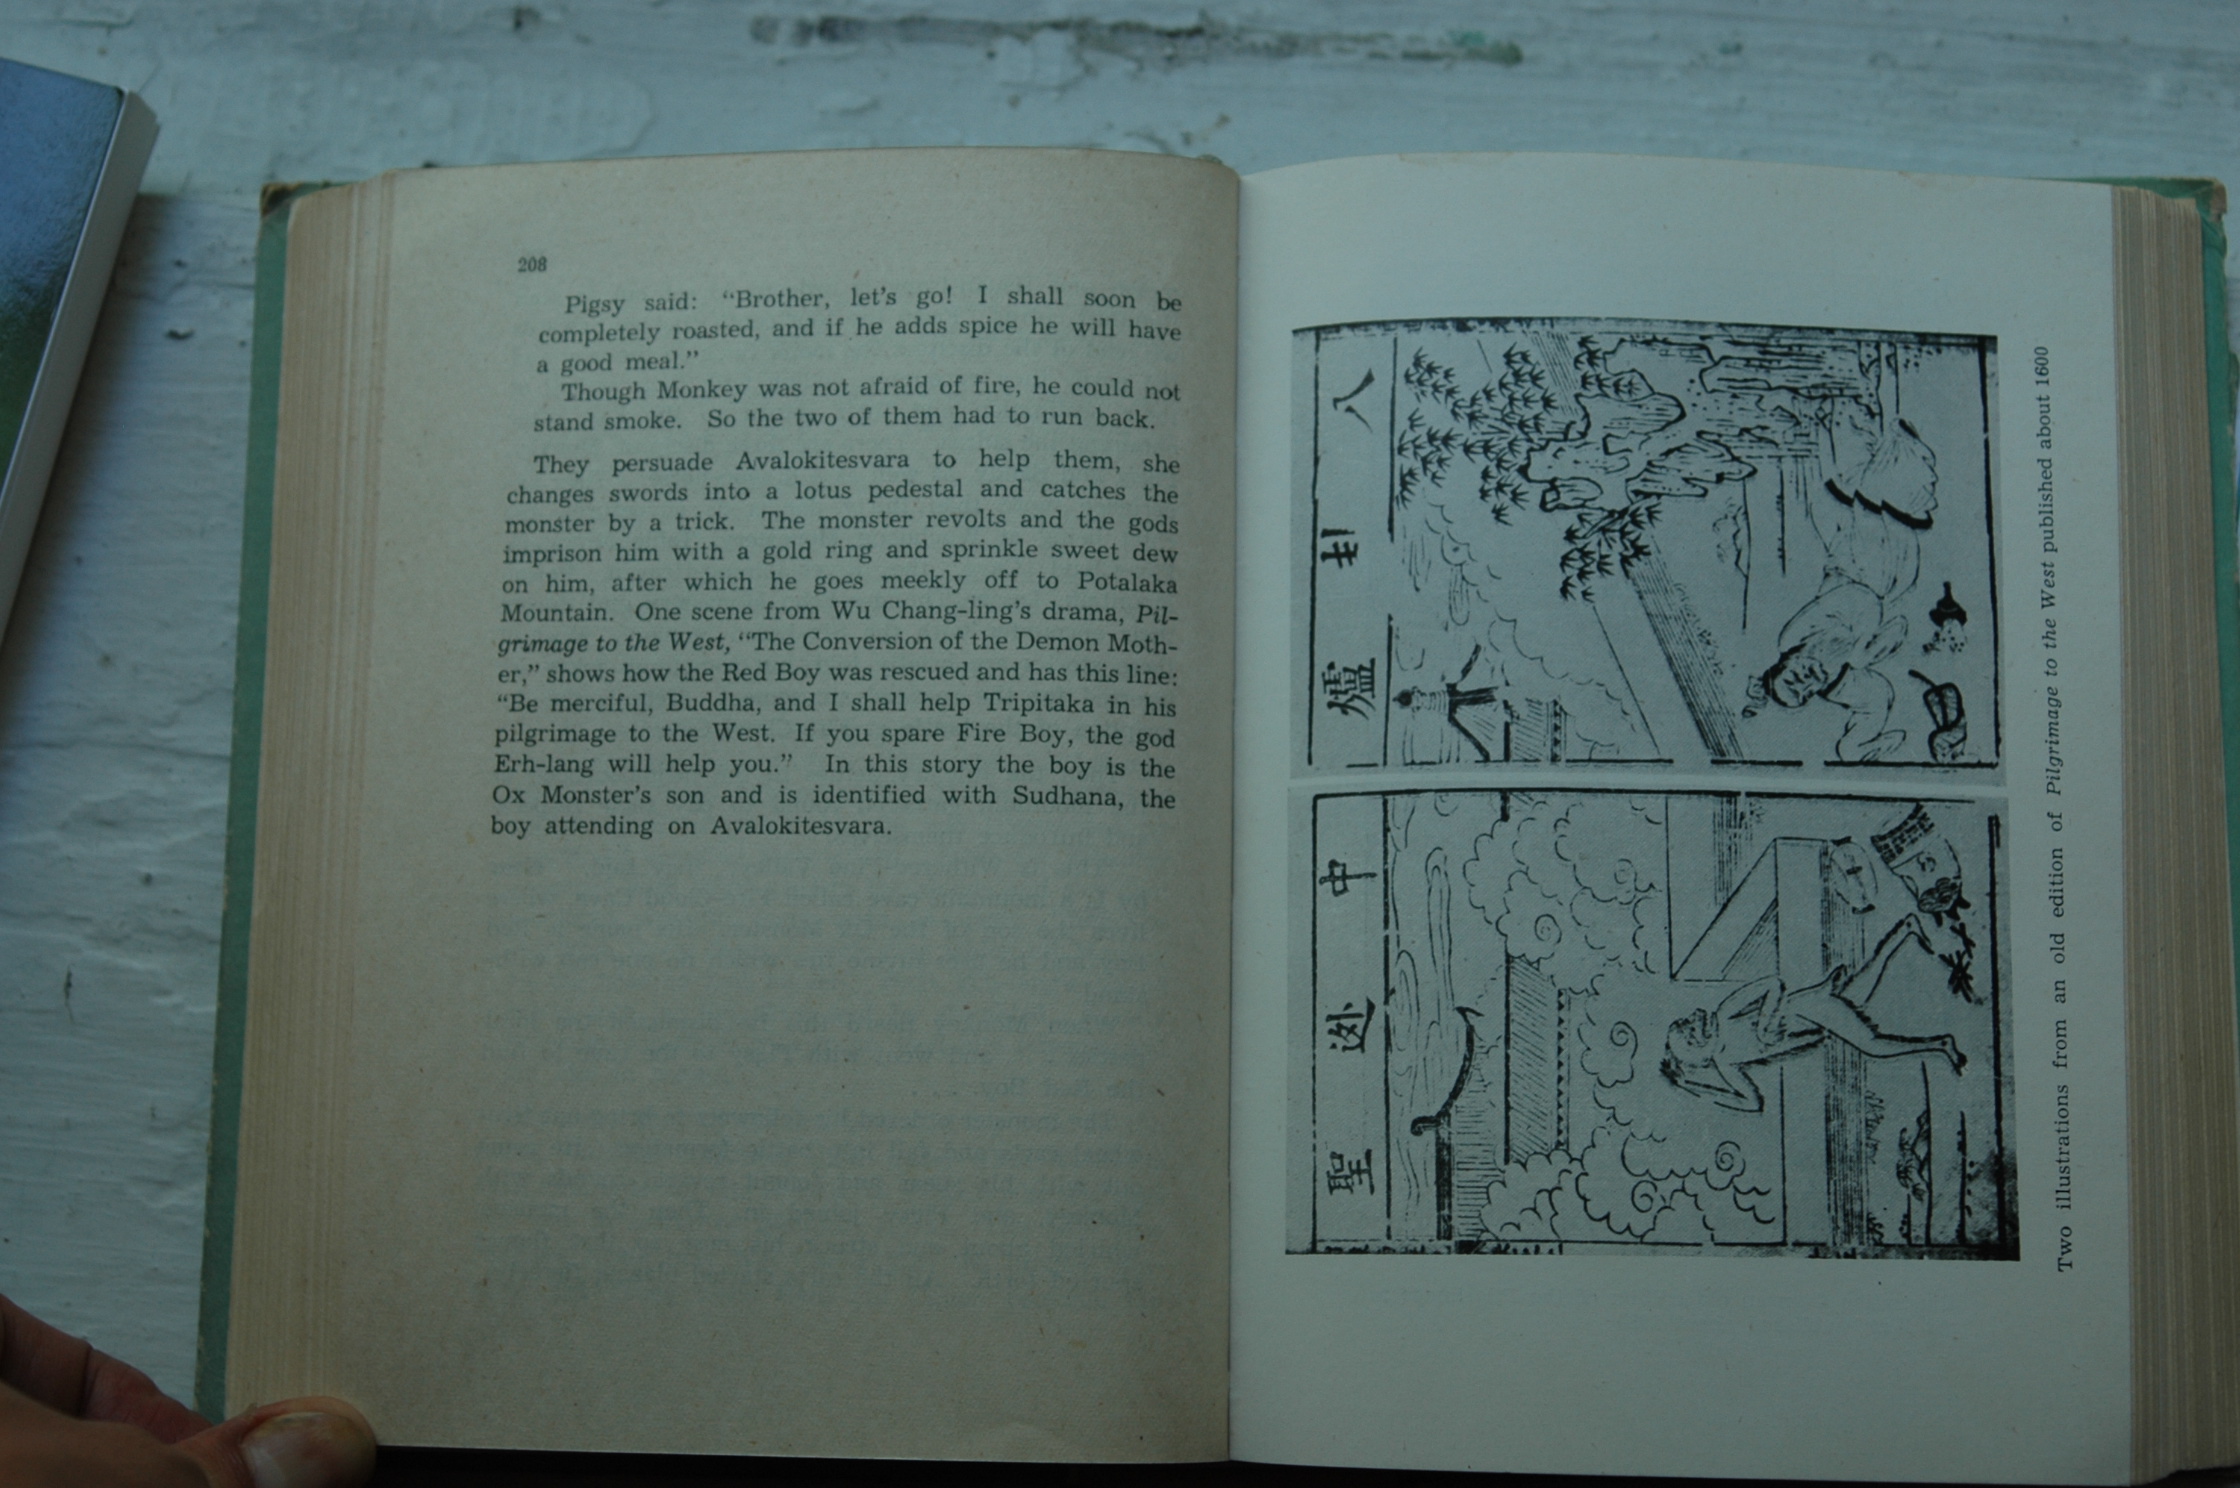 208
Pigsy said: “Brother, let’s go! I shall soon be
completely roasted, and if he adds spice he will have
a good meal.”
Though Monkey was not afraid of fire, he could not
stand smoke. So the two of them had to run back.
They persuade Avalokitesvara to help them, she
changes swords into a lotus pedestal and catches the
monster by a trick. The monster revolts and the gods
imprison him with a gold ring and sprinkle sweet dew
on him, after which he goes meekly off to Potalaka
Mountain. One scene from Wu Chang-ling’s drama, Pil-
grimage to the West, “The Conversion of the Demon Moth-
er,” shows how the Red Boy was rescued and has this line:
“Be merciful, Buddha, and I shall help Tripitaka in his
pilgrimage to the West. If you spare Fire Boy, the god
Erh-lang will help you.” In this story the boy is the
Ox Monster’s son and is identified with Sudhana, the
boy attending on Avalokitesvara.
八卦爐
中迯聖
Two illustrations from an old edition of Pilgrimage to the West published about 1600